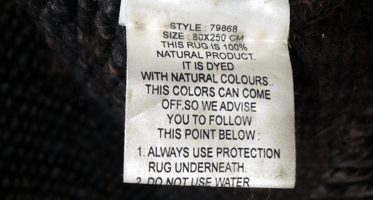 STYLE : 79868
SIZE : 80X250 CM
THIS RUG IS 100%
NATURAL PRODUCT.
IT IS DYED
WITH NATURAL COLOURS..
THIS COLORS CAN COME
OFF,SO WE ADVISE
YOU TO FOLLOW
THIS POINT BELOW :
1. ALWAYS USE PROTECTION
RUG UNDERNEATH.
2. DO NOT USE WATER